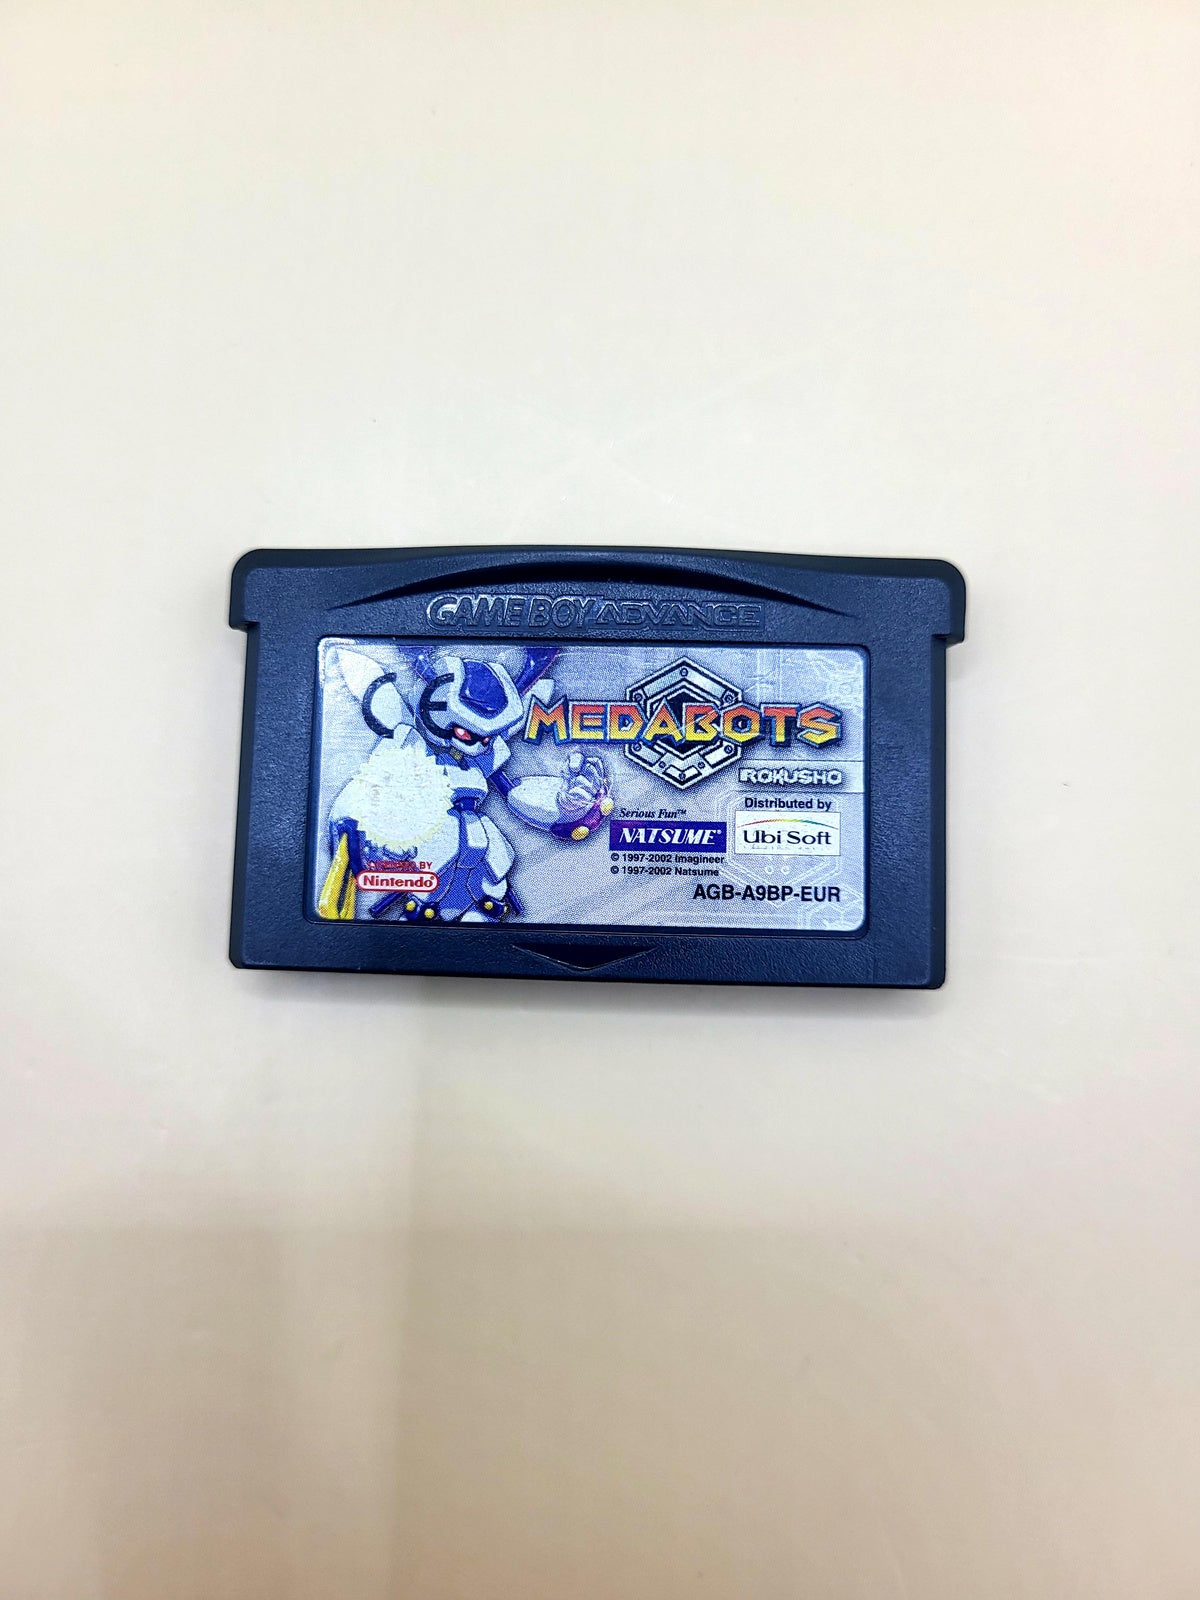 GAME BOY ADVANCE
MEDABOTS
ROKUSHO
Distributed by
Ubi Soft
Serious Fun™
NATSUME®
© 1997-2002 Imagineer
© 1997-2002 Natsume
AGB-A9BP-EUR
BY
Nintendo®